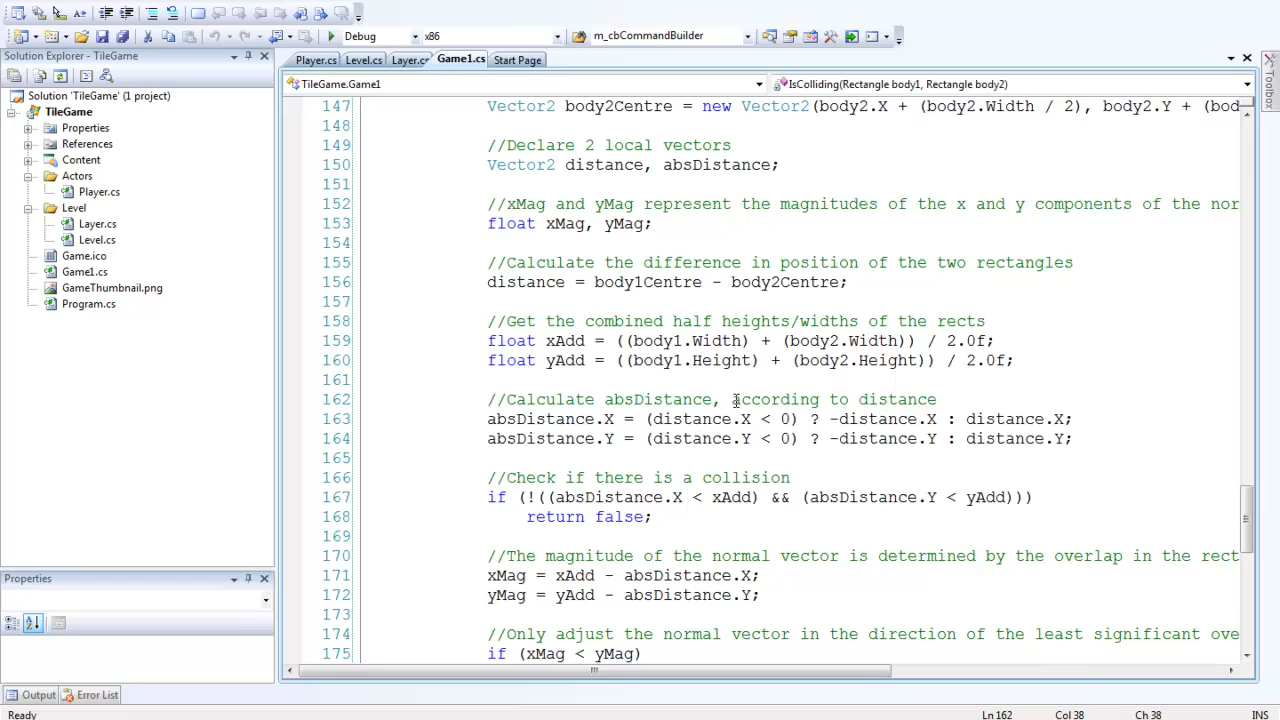 Debug
x86
m_cbCommandBuilder
Solution Explorer - TileGame
Player.cs
Level.cs
Layer.cs
Game1.cs
Start Page
TileGame.Game1
IsColliding(Rectangle body1, Rectangle body2)
Toolbox
Solution 'TileGame' (1 project)
TileGame
Properties
References
Content
Actors
Player.cs
Level
Layer.cs
Level.cs
Game.ico
Game1.cs
GameThumbnail.png
Program.cs
Properties
147 Vector2 body2Centre = new Vector2(body2.X + (body2.Width / 2), body2.Y + (bod
148
149 //Declare 2 local vectors
150 Vector2 distance, absDistance;
151
152 //xMag and yMag represent the magnitudes of the x and y components of the nor
153 float xMag, yMag;
154
155 //Calculate the difference in position of the two rectangles
156 distance = body1Centre - body2Centre;
157
158 //Get the combined half heights/widths of the rects
159 float xAdd = ((body1.Width) + (body2.Width)) / 2.0f;
160 float yAdd = ((body1.Height) + (body2.Height)) / 2.0f;
161
162 //Calculate absDistance, according to distance
163 absDistance.X = (distance.X < 0) ? -distance.X : distance.X;
164 absDistance.Y = (distance.Y < 0) ? -distance.Y : distance.Y;
165
166 //Check if there is a collision
167 if (!((absDistance.X < xAdd) && (absDistance.Y < yAdd)))
168 return false;
169
170 //The magnitude of the normal vector is determined by the overlap in the rect
171 xMag = xAdd - absDistance.X;
172 yMag = yAdd - absDistance.Y;
173
174 //Only adjust the normal vector in the direction of the least significant ove
175 if (xMag < yMag)
Output
Error List
Ready
Ln 162
Col 38
Ch 38
INS